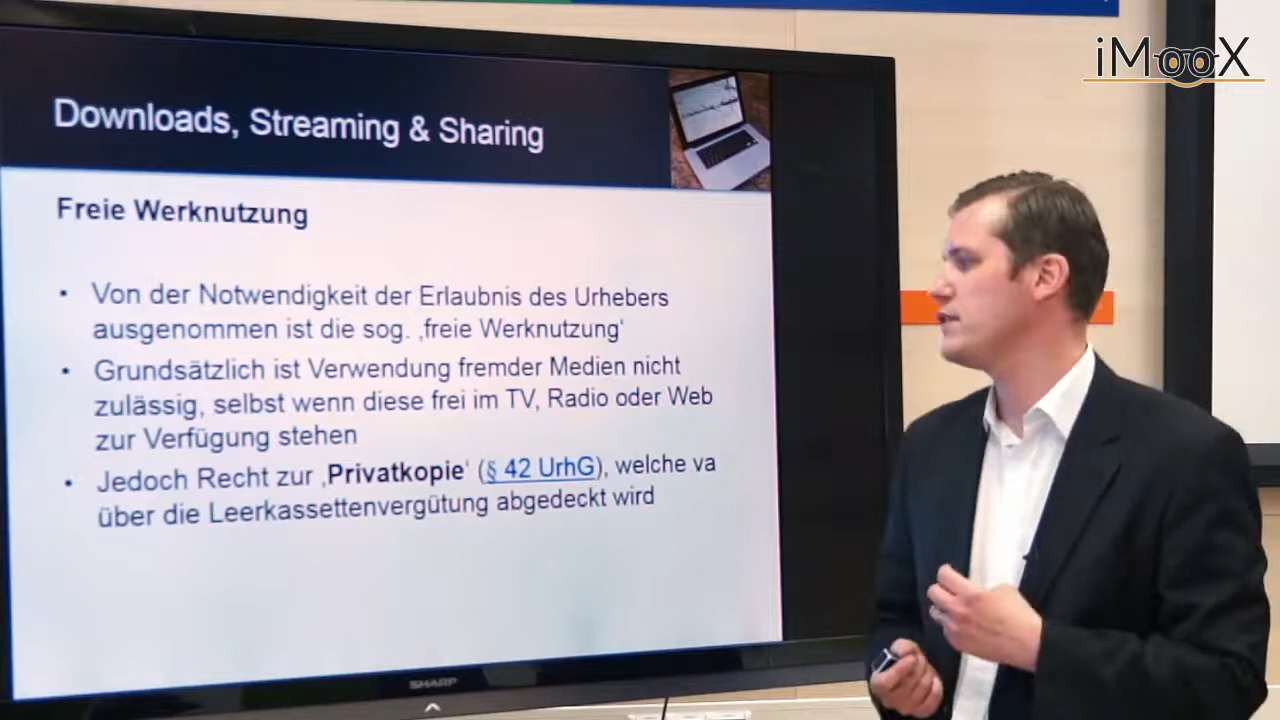 iMooX
Downloads, Streaming & Sharing
Freie Werknutzung
• Von der Notwendigkeit der Erlaubnis des Urhebers
ausgenommen ist die sog. ‚freie Werknutzung‘
• Grundsätzlich ist Verwendung fremder Medien nicht
zulässig, selbst wenn diese frei im TV, Radio oder Web
zur Verfügung stehen
• Jedoch Recht zur ‚Privatkopie‘ (§ 42 UrhG), welche va
über die Leerkassettenvergütung abgedeckt wird
SHARP